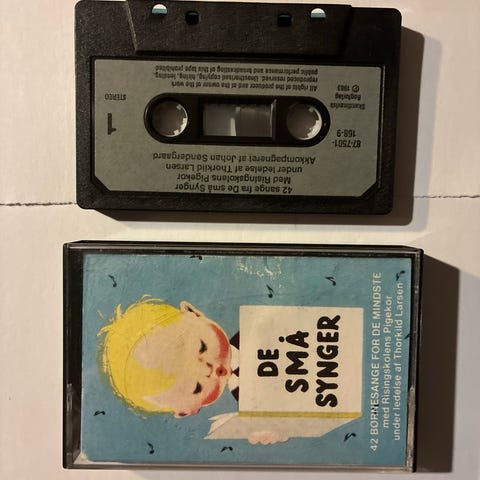 42 sange fra De små Synger
Med Risingskolens Pigekor
under ledelse af Thorkild Larsen
Akkompagneret af Johan Søndergaard
1
87-7501-
168-9
STEREO
Skandinavisk
Bogforlag
℗ 1983
All rights of the producer and of the owner of the work
reproduced reserved. Unauthorised copying, hiring, lending,
public performance and broadcasting of this tape prohibited
DE
SMÅ
SYNGER
42 BØRNESANGE FOR DE MINDSTE
med Risingskolens Pigekor
under ledelse af Thorkild Larsen